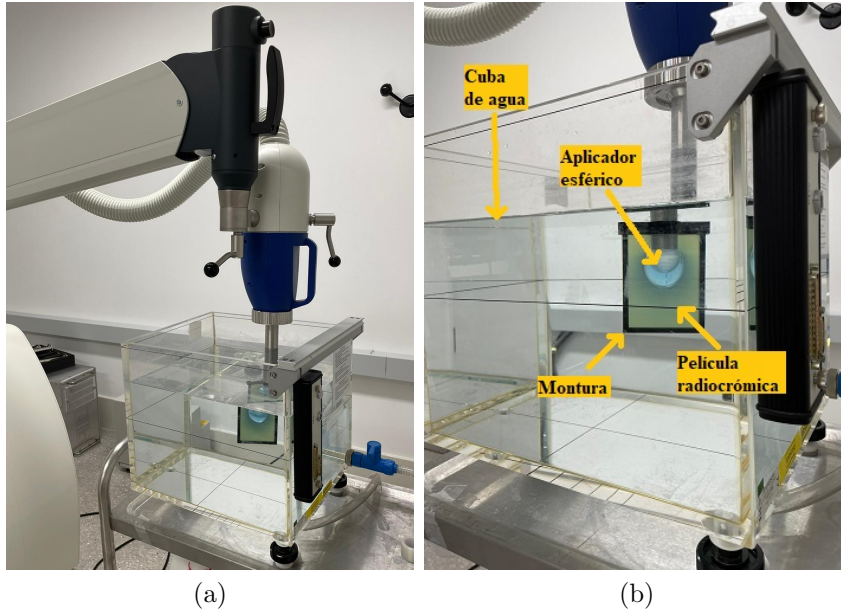 Cuba
de agua
Aplicador
esférico
Película
radiocrómica
Montura
(a)
(b)